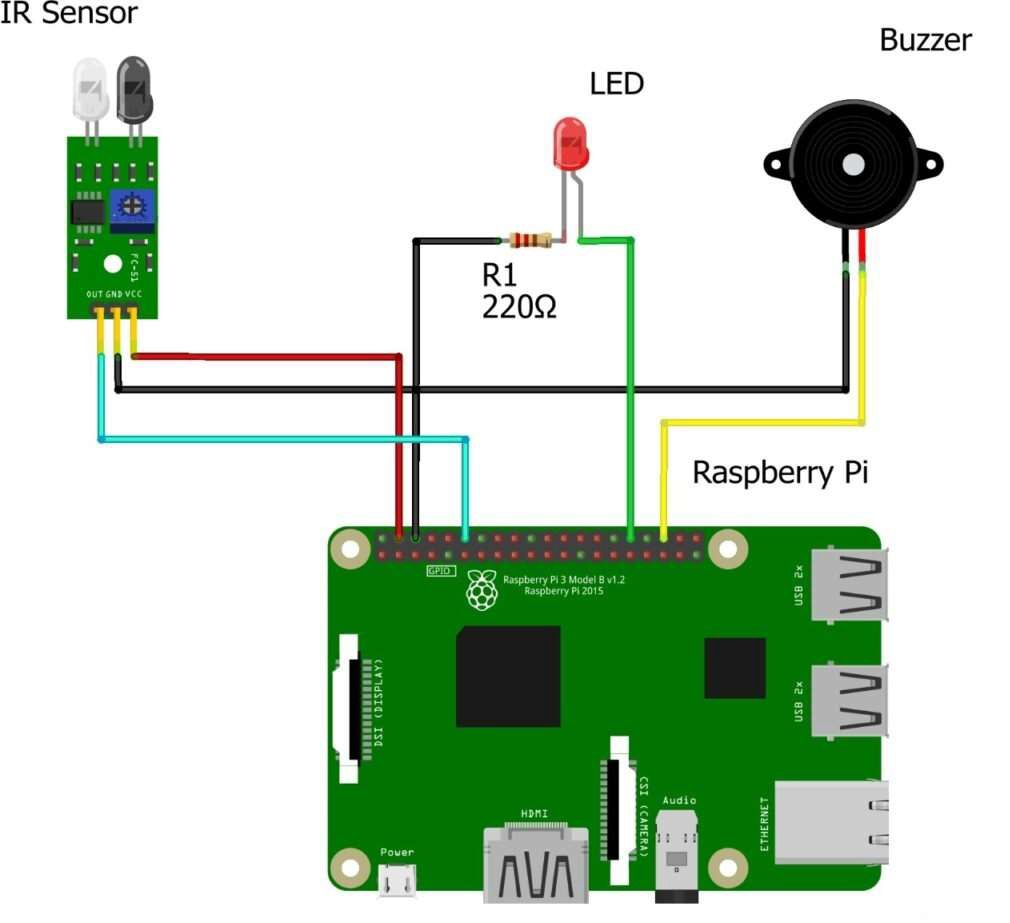 IR Sensor
Buzzer
LED
FC-51
OUT GND VCC
R1
220Ω
Raspberry Pi
GPIO
Raspberry Pi 3 Model B v1.2
Raspberry Pi 2015
USB 2x
DSI (DISPLAY)
USB 2x
CSI (CAMERA)
Audio
ETHERNET
HDMI
Power